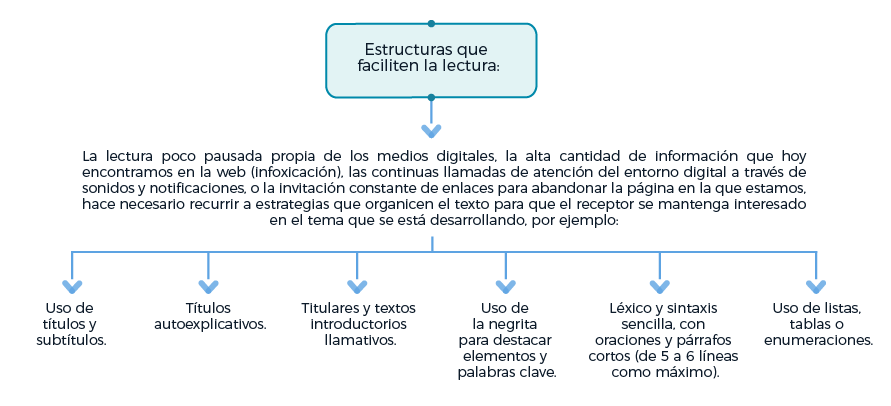 Estructuras que
faciliten la lectura:
La lectura poco pausada propia de los medios digitales, la alta cantidad de información que hoy
encontramos en la web (infoxicación), las continuas llamadas de atención del entorno digital a través de
sonidos y notificaciones, o la invitación constante de enlaces para abandonar la página en la que estamos,
hace necesario recurrir a estrategias que organicen el texto para que el receptor se mantenga interesado
en el tema que se está desarrollando, por ejemplo:
Uso de
títulos y
subtítulos.
Títulos
autoexplicativos.
Titulares y textos
introductorios
llamativos.
Uso de
la negrita
para destacar
elementos y
palabras clave.
Léxico y sintaxis
sencilla, con
oraciones y párrafos
cortos (de 5 a 6 líneas
como máximo).
Uso de listas,
tablas o
enumeraciones.